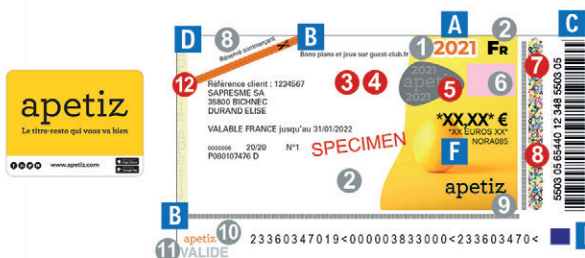 apetiz
Le titre-resto qui vous va bien
www.apetiz.com
D
8
Réservé commerçant
B
Bons plans et jeux sur guest-club.fr
A
1
2021
2
FR
C
12
Référence client : 1234567
SAPRESME SA
35800 BICHNEC
DURAND ELISE
3
4
2021
apetiz
2021
5
6
7
VALABLE FRANCE jusqu'au 31/01/2022
0000006 20/20 N°1
P080107476 D
SPECIMEN
2
*XX,XX* €
*XX EUROS XX*
NORA085
F
apetiz
8
5503 05 65440 12 348 5503 05
B
9
apetiz
10
11
VALIDE
23360347019<000003833000<233603470<